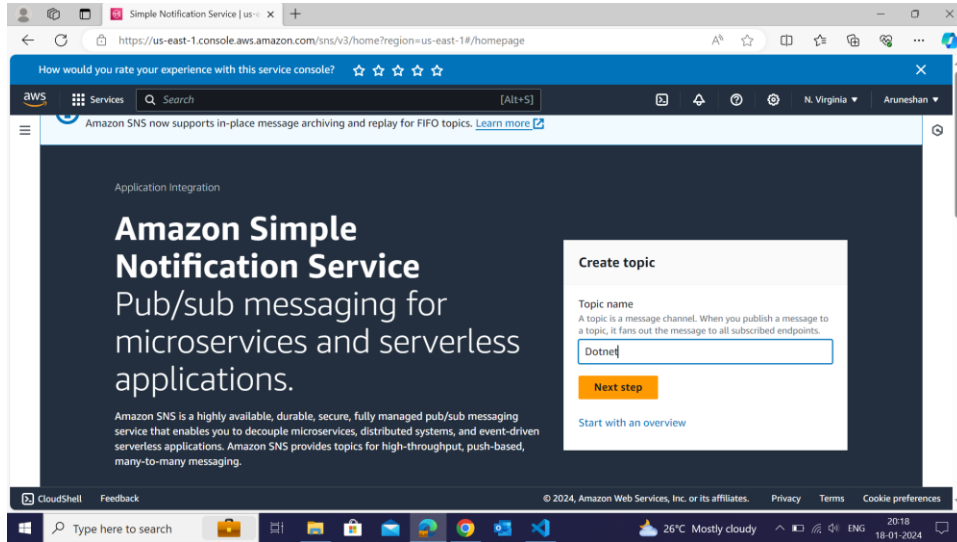 Simple Notification Service | us-e
https://us-east-1.console.aws.amazon.com/sns/v3/home?region=us-east-1#/homepage
How would you rate your experience with this service console?
aws
Services
Search
[Alt+S]
N. Virginia
Aruneshan
Amazon SNS now supports in-place message archiving and replay for FIFO topics. Learn more
Application Integration
Amazon Simple
Notification Service
Pub/sub messaging for
microservices and serverless
applications.
Amazon SNS is a highly available, durable, secure, fully managed pub/sub messaging
service that enables you to decouple microservices, distributed systems, and event-driven
serverless applications. Amazon SNS provides topics for high-throughput, push-based,
many-to-many messaging.
Create topic
Topic name
A topic is a message channel. When you publish a message to
a topic, it fans out the message to all subscribed endpoints.
Dotnet
Next step
Start with an overview
CloudShell
Feedback
© 2024, Amazon Web Services, Inc. or its affiliates.
Privacy
Terms
Cookie preferences
Type here to search
26°C Mostly cloudy
ENG
20:18
18-01-2024